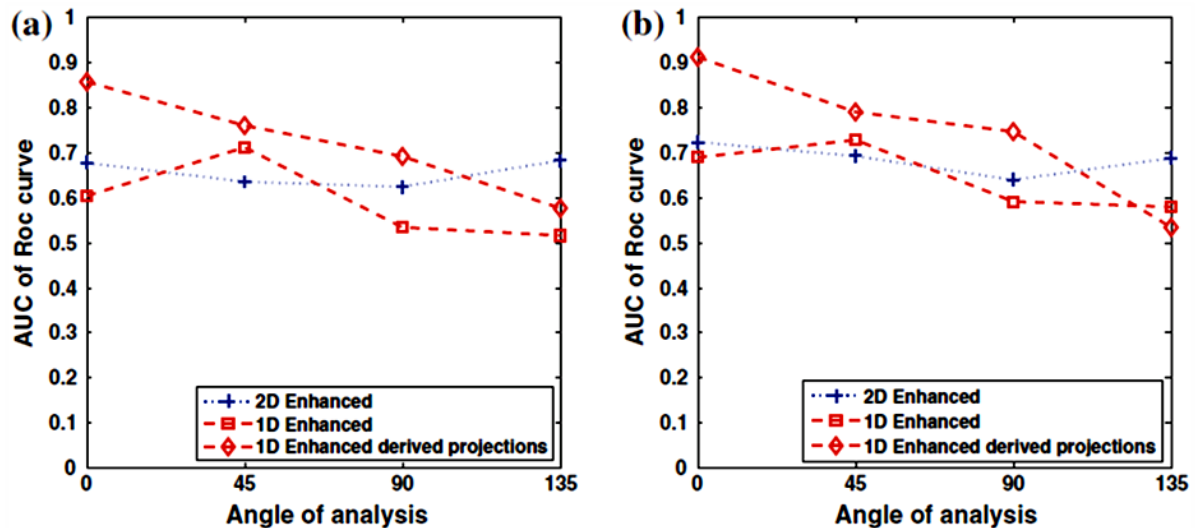 (a)
AUC of Roc curve
1
0.9
0.8
0.7
0.6
0.5
0.4
0.3
0.2
0.1
0
2D Enhanced
1D Enhanced
1D Enhanced derived projections
0 45 90 135
Angle of analysis
(b)
AUC of Roc curve
1
0.9
0.8
0.7
0.6
0.5
0.4
0.3
0.2
0.1
0
2D Enhanced
1D Enhanced
1D Enhanced derived projections
0 45 90 135
Angle of analysis